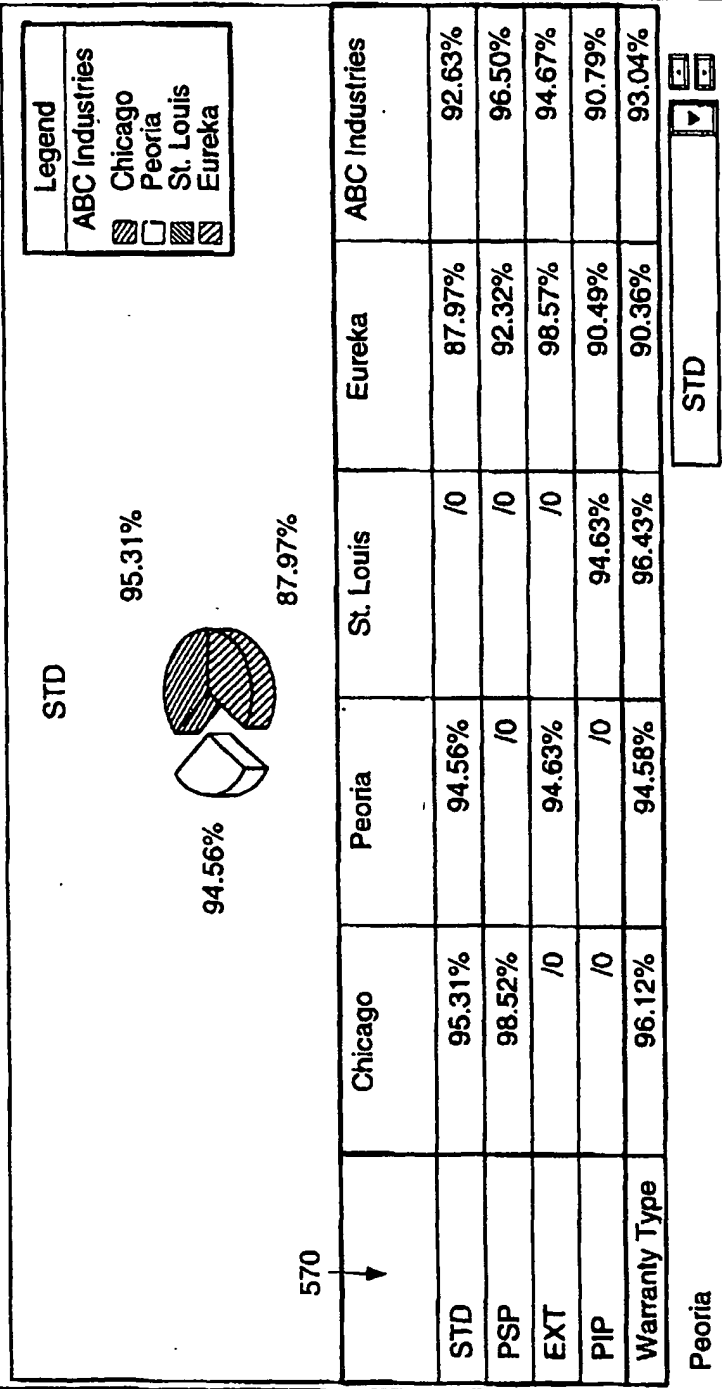 STD
Legend
ABC Industries
Chicago
Peoria
St. Louis
Eureka
94.56%
95.31%
87.97%
570
Chicago Peoria St. Louis Eureka ABC Industries
STD 95.31% 94.56% /0 87.97% 92.63%
PSP 98.52% /0 /0 92.32% 96.50%
EXT /0 94.63% /0 98.57% 94.67%
PIP /0 /0 94.63% 90.49% 90.79%
Warranty Type 96.12% 94.58% 96.43% 90.36% 93.04%
Peoria STD